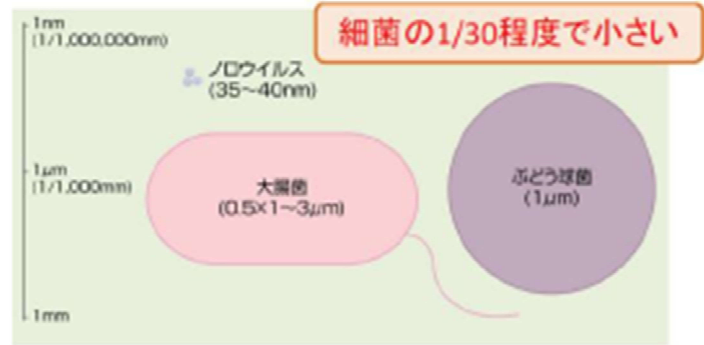 細菌の1/30程度で小さい
1nm
(1/1,000,000mm)
ノロウイルス
(35~40nm)
1μm
(1/1,000mm)
大腸菌
(0.5×1~3μm)
ぶどう球菌
(1μm)
1mm